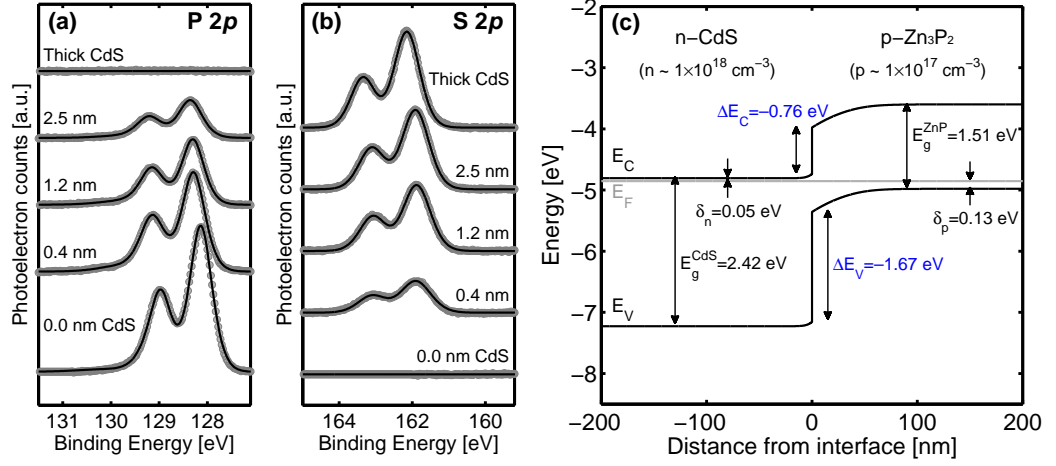 (a) P 2p
Thick CdS
2.5 nm
1.2 nm
0.4 nm
0.0 nm CdS
Photoelectron counts [a.u.]
131 130 129 128
Binding Energy [eV]
(b) S 2p
Thick CdS
2.5 nm
1.2 nm
0.4 nm
0.0 nm CdS
Photoelectron counts [a.u.]
164 162 160
Binding Energy [eV]
(c)
n−CdS
(n ~ 1×10¹⁸ cm⁻³)
p−Zn₃P₂
(p ~ 1×10¹⁷ cm⁻³)
ΔE_C=−0.76 eV
E_g^ZnP=1.51 eV
E_C
E_F
δ_n=0.05 eV
δ_p=0.13 eV
E_g^CdS=2.42 eV
ΔE_V=−1.67 eV
E_V
Energy [eV]
−2
−3
−4
−5
−6
−7
−8
−200 −100 0 100 200
Distance from interface [nm]